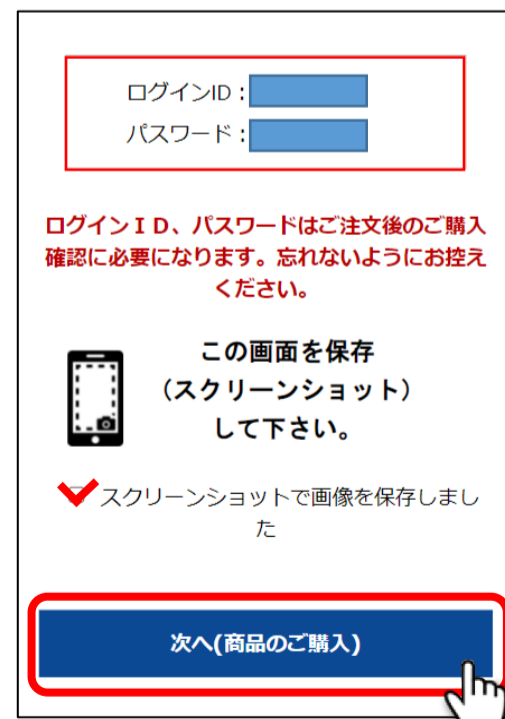 ログインID：
パスワード：
ログインＩＤ、パスワードはご注文後のご購入
確認に必要になります。忘れないようにお控え
ください。
この画面を保存
（スクリーンショット）
して下さい。
スクリーンショットで画像を保存しまし
た
次へ(商品のご購入)